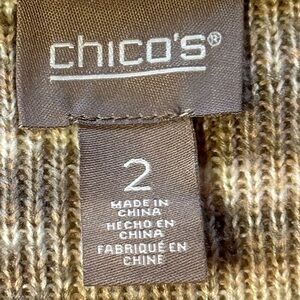 chico's®
2
MADE IN
CHINA
HECHO EN
CHINA
FABRIQUÉ EN
CHINE